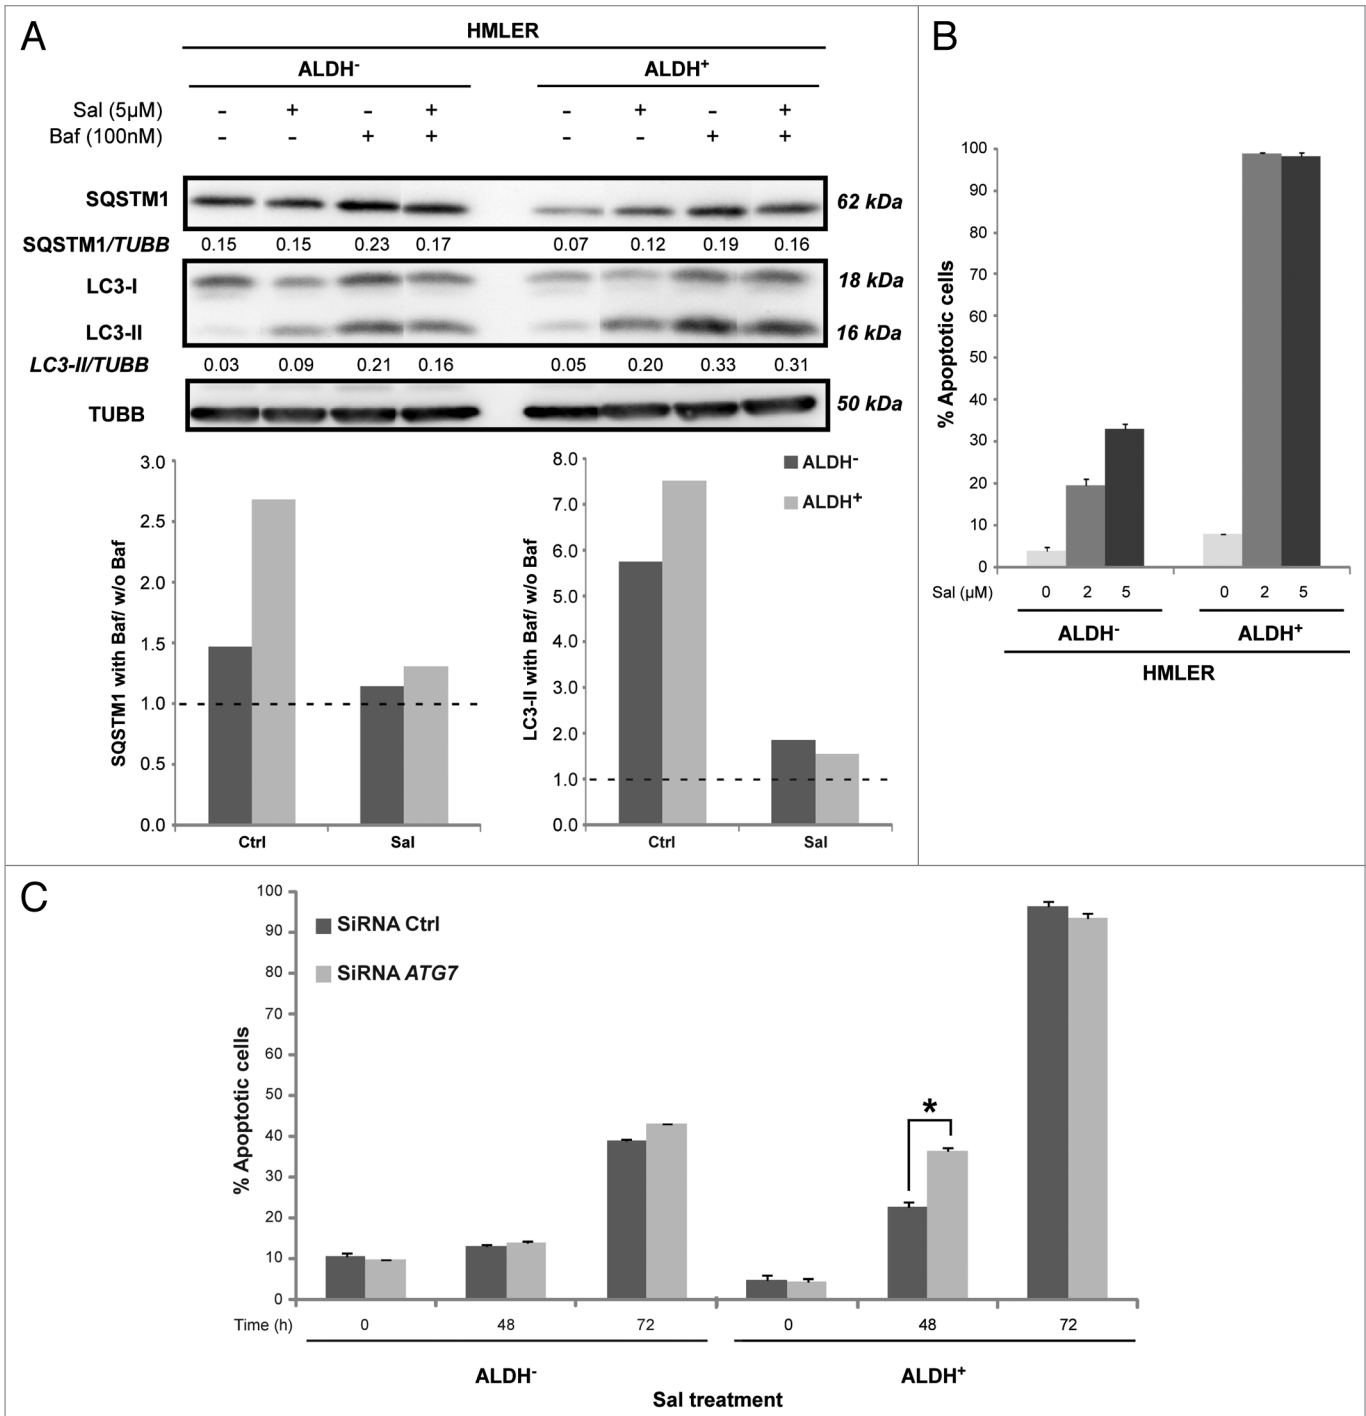 A
HMLER
ALDH-
ALDH+
Sal (5µM) - + - + - + - +
Baf (100nM) - - + + - - + +
SQSTM1
62 kDa
SQSTM1/TUBB 0.15 0.15 0.23 0.17 0.07 0.12 0.19 0.16
LC3-I
18 kDa
LC3-II
16 kDa
LC3-II/TUBB 0.03 0.09 0.21 0.16 0.05 0.20 0.33 0.31
TUBB
50 kDa
SQSTM1 with Baf/ w/o Baf
3.0
2.5
2.0
1.5
1.0
0.5
0.0
Ctrl Sal
LC3-II with Baf/ w/o Baf
8.0
7.0
6.0
5.0
4.0
3.0
2.0
1.0
0.0
Ctrl Sal
ALDH-
ALDH+
B
% Apoptotic cells
100
90
80
70
60
50
40
30
20
10
0
Sal (µM) 0 2 5 0 2 5
ALDH-
ALDH+
HMLER
C
% Apoptotic cells
100
90
80
70
60
50
40
30
20
10
0
SiRNA Ctrl
SiRNA ATG7
*
Time (h) 0 48 72 0 48 72
ALDH-
ALDH+
Sal treatment